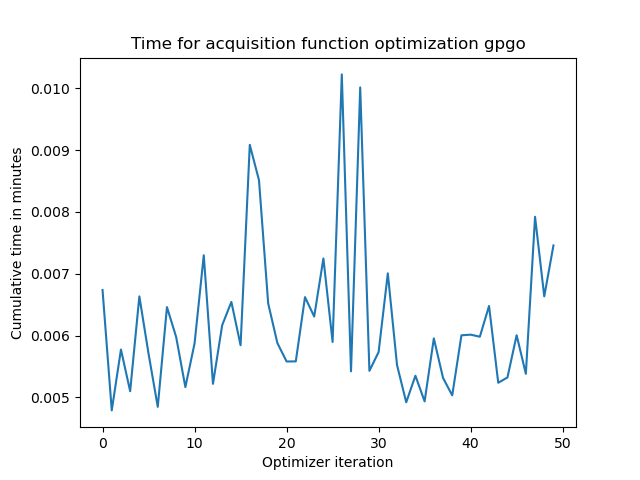 Time for acquisition function optimization gpgo
0.010
0.009
0.008
0.007
0.006
0.005
Cumulative time in minutes
0 10 20 30 40 50
Optimizer iteration